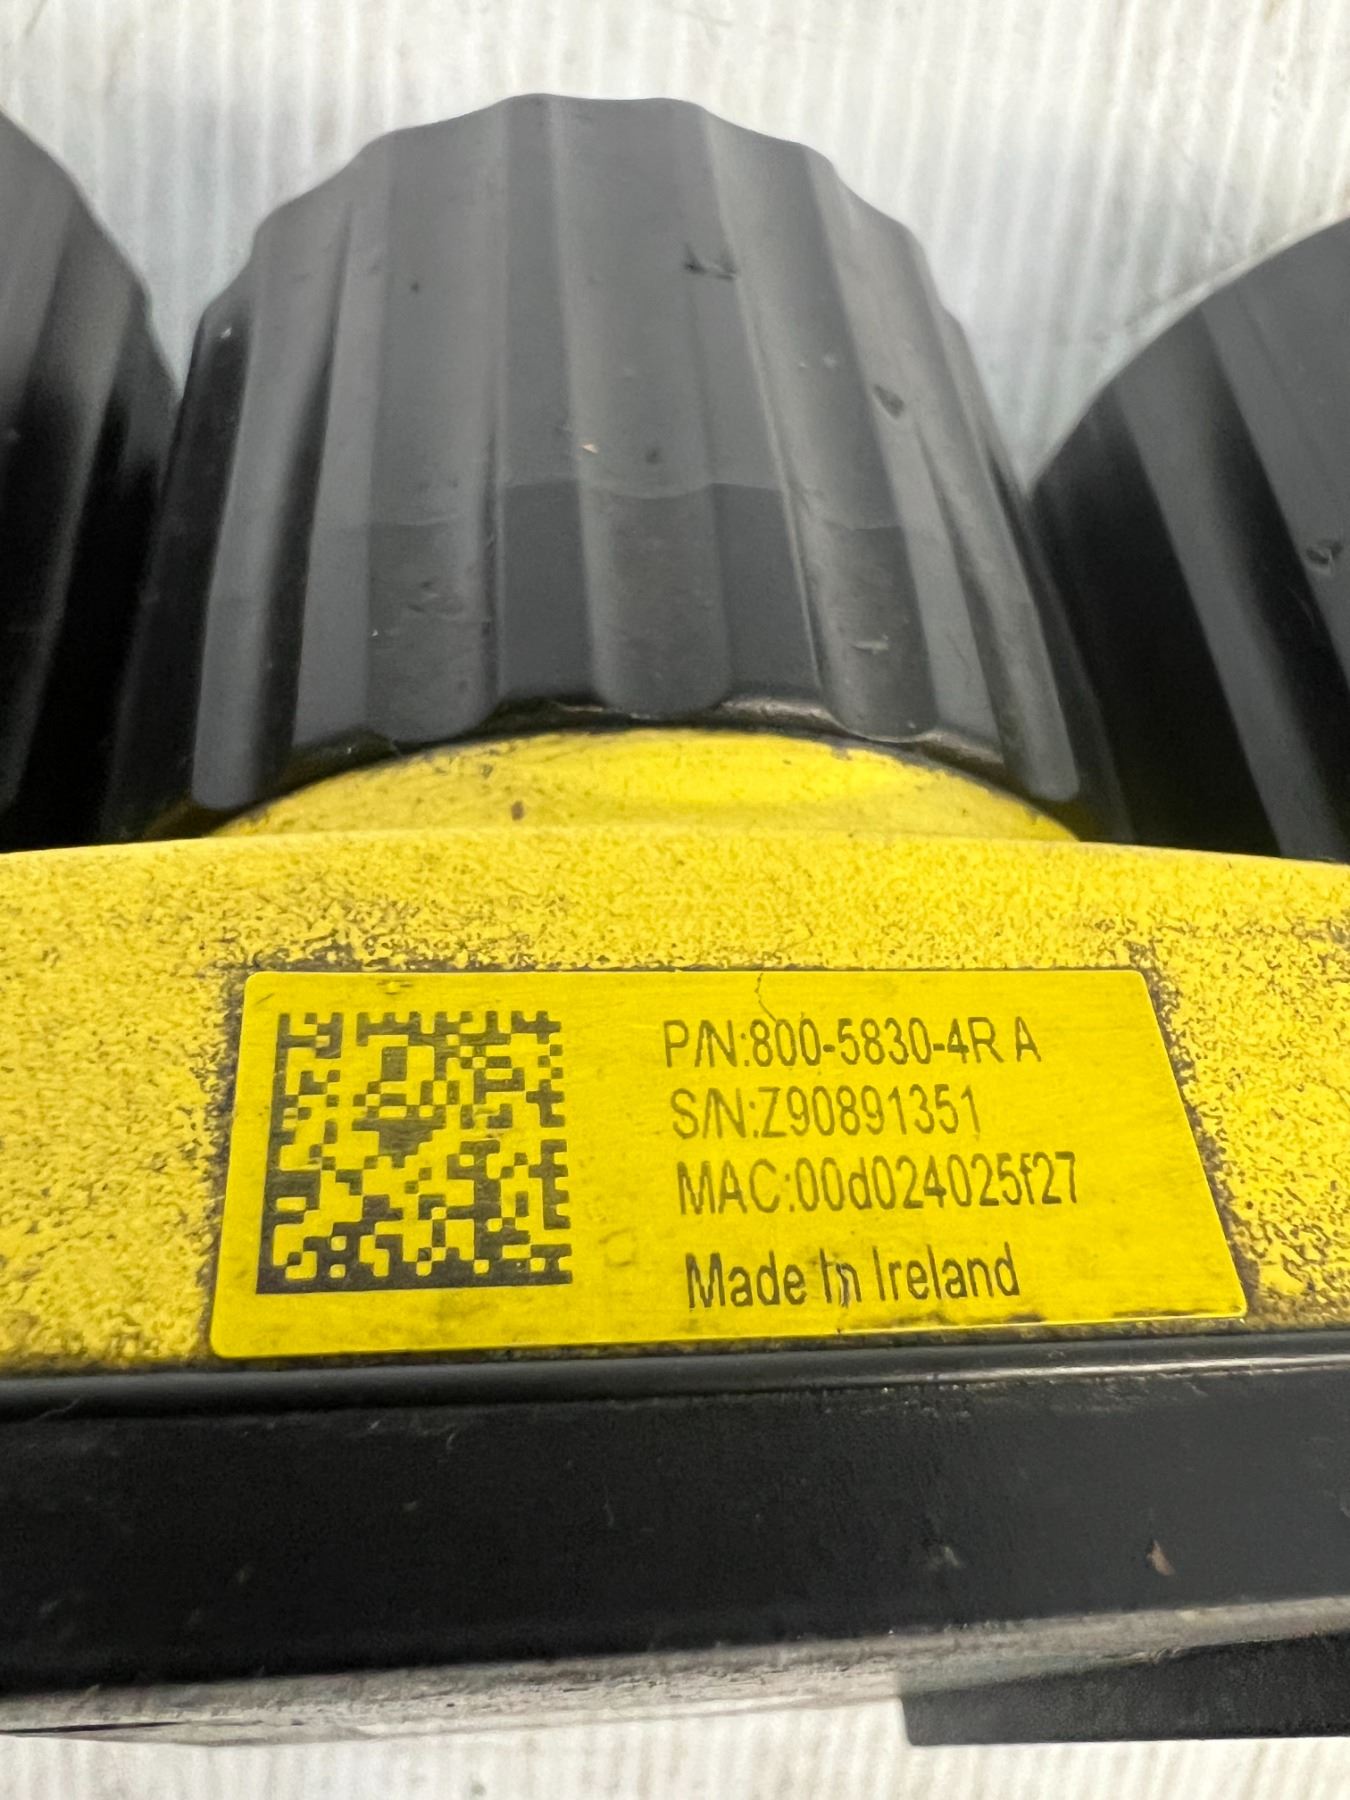 P/N:800-5830-4R A
S/N:Z90891351
MAC:00d024025f27
Made In Ireland